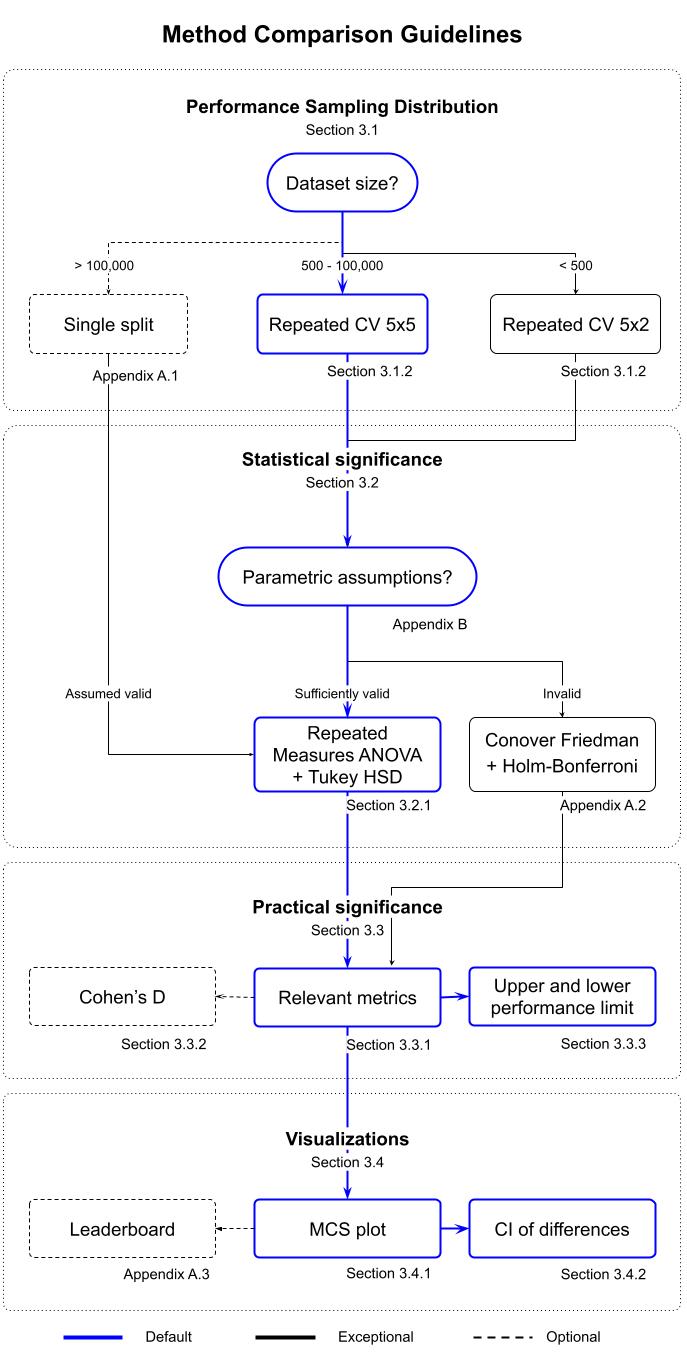 Method Comparison Guidelines
Performance Sampling Distribution
Section 3.1
Dataset size?
> 100,000
500 - 100,000
< 500
Single split
Repeated CV 5x5
Repeated CV 5x2
Appendix A.1
Section 3.1.2
Section 3.1.2
Statistical significance
Section 3.2
Parametric assumptions?
Appendix B
Assumed valid
Sufficiently valid
Invalid
Repeated
Measures ANOVA
+ Tukey HSD
Conover Friedman
+ Holm-Bonferroni
Section 3.2.1
Appendix A.2
Practical significance
Section 3.3
Cohen's D
Relevant metrics
Upper and lower
performance limit
Section 3.3.2
Section 3.3.1
Section 3.3.3
Visualizations
Section 3.4
Leaderboard
MCS plot
CI of differences
Appendix A.3
Section 3.4.1
Section 3.4.2
Default
Exceptional
Optional